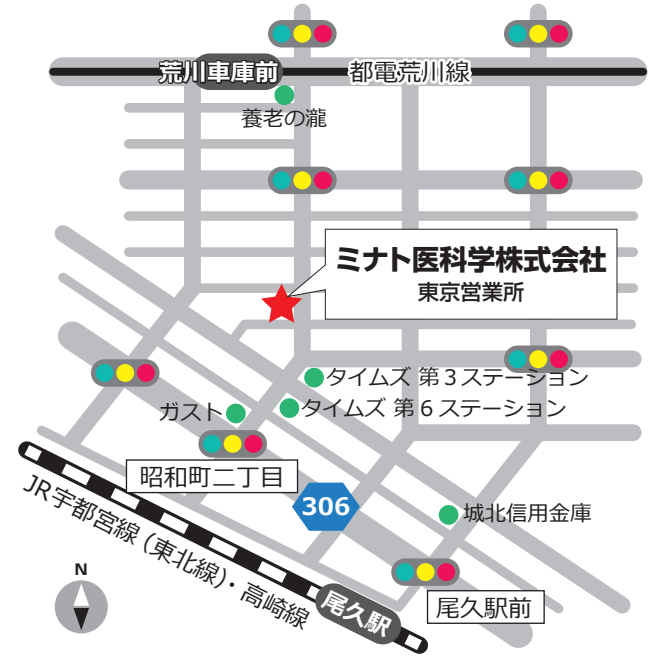 荒川車庫前
都電荒川線
養老の瀧
ミナト医科学株式会社
東京営業所
タイムズ 第3ステーション
ガスト
タイムズ 第6ステーション
昭和町二丁目
306
城北信用金庫
JR宇都宮線(東北線)・高崎線
尾久駅
尾久駅前
N